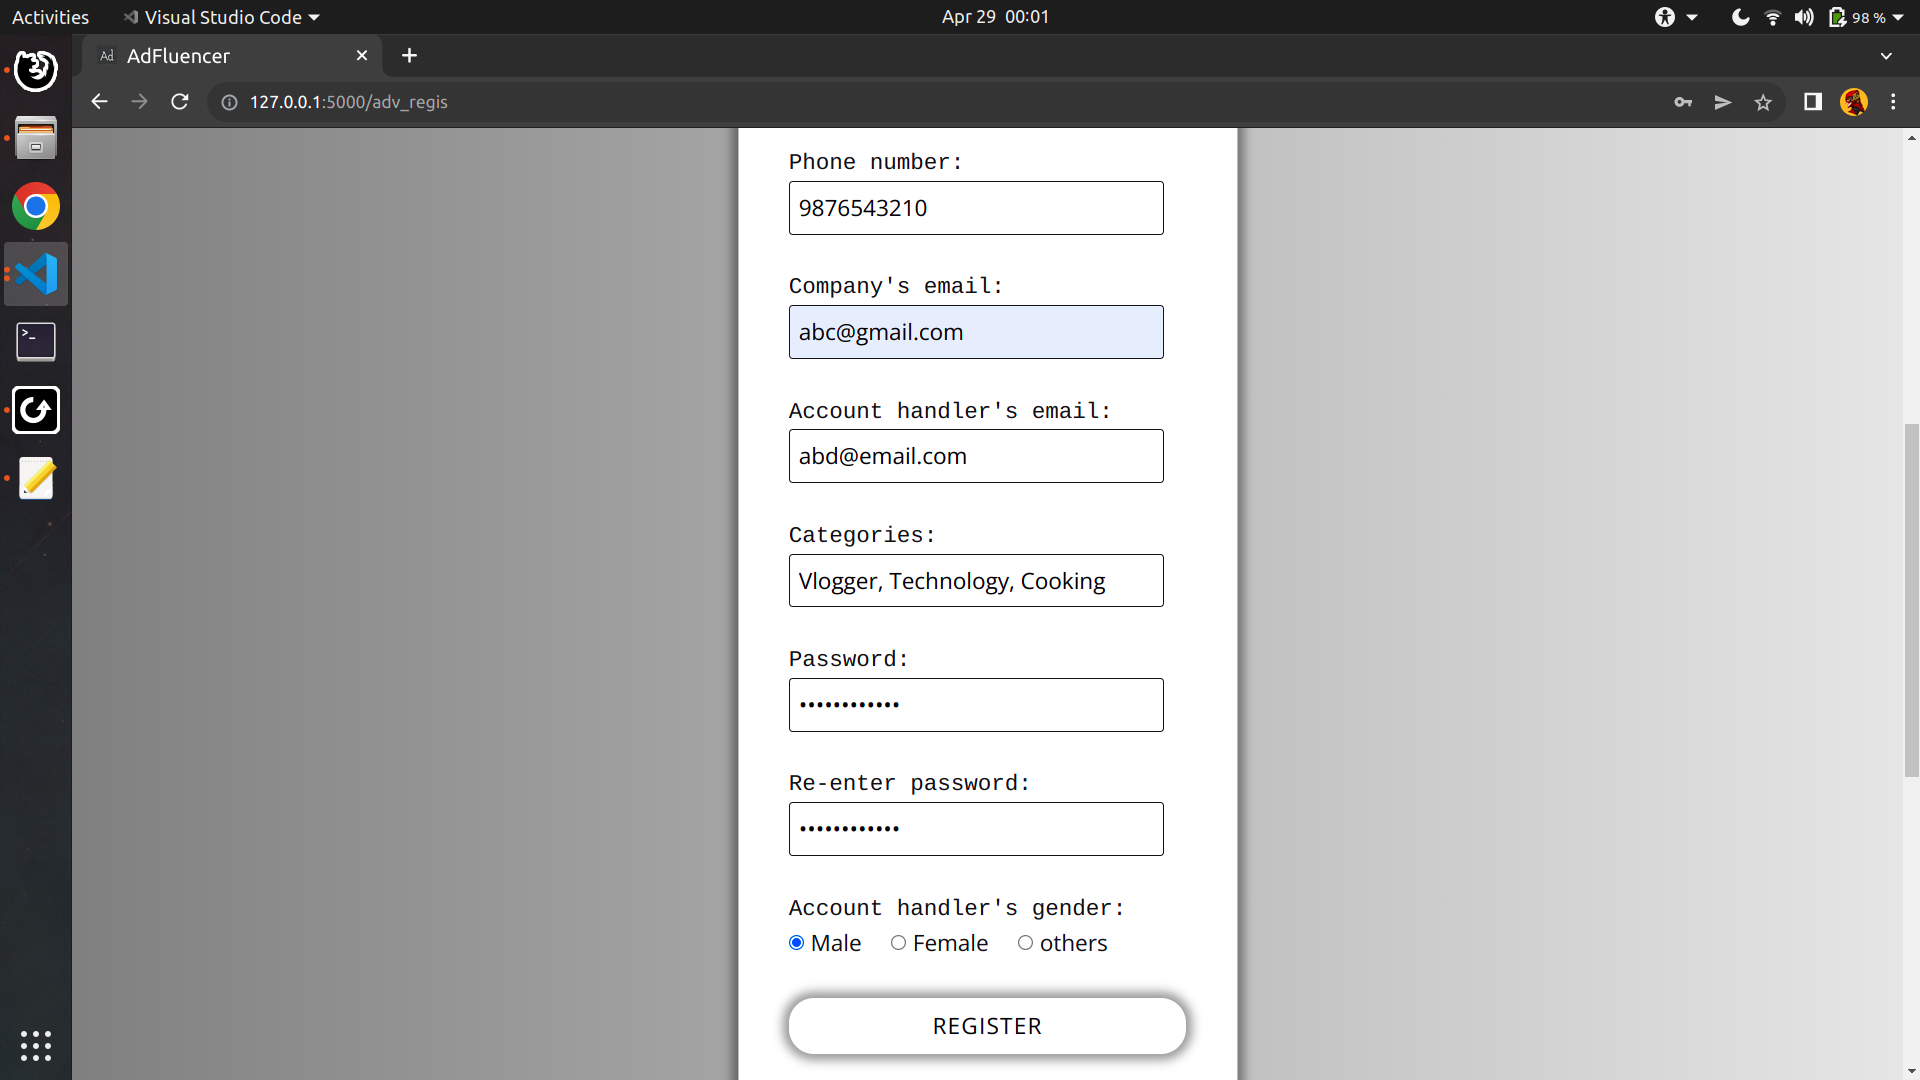 Activities Visual Studio Code Apr 29 00:01 98 %
Ad AdFluencer
127.0.0.1:5000/adv_regis
Phone number:
9876543210
Company's email:
abc@gmail.com
Account handler's email:
abd@email.com
Categories:
Vlogger, Technology, Cooking
Password:
••••••••••••
Re-enter password:
••••••••••••
Account handler's gender:
Male Female others
REGISTER